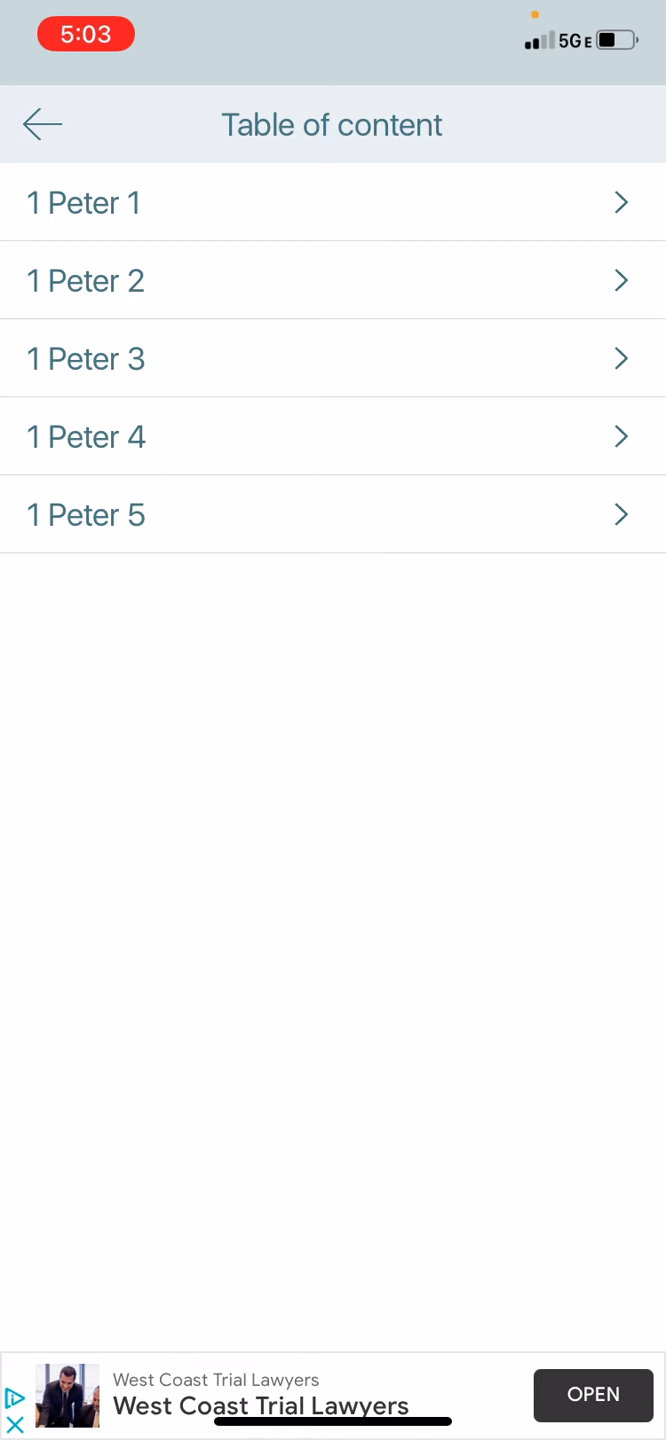 5:03
5G E
Table of content
1 Peter 1
1 Peter 2
1 Peter 3
1 Peter 4
1 Peter 5
West Coast Trial Lawyers
West Coast Trial Lawyers
OPEN